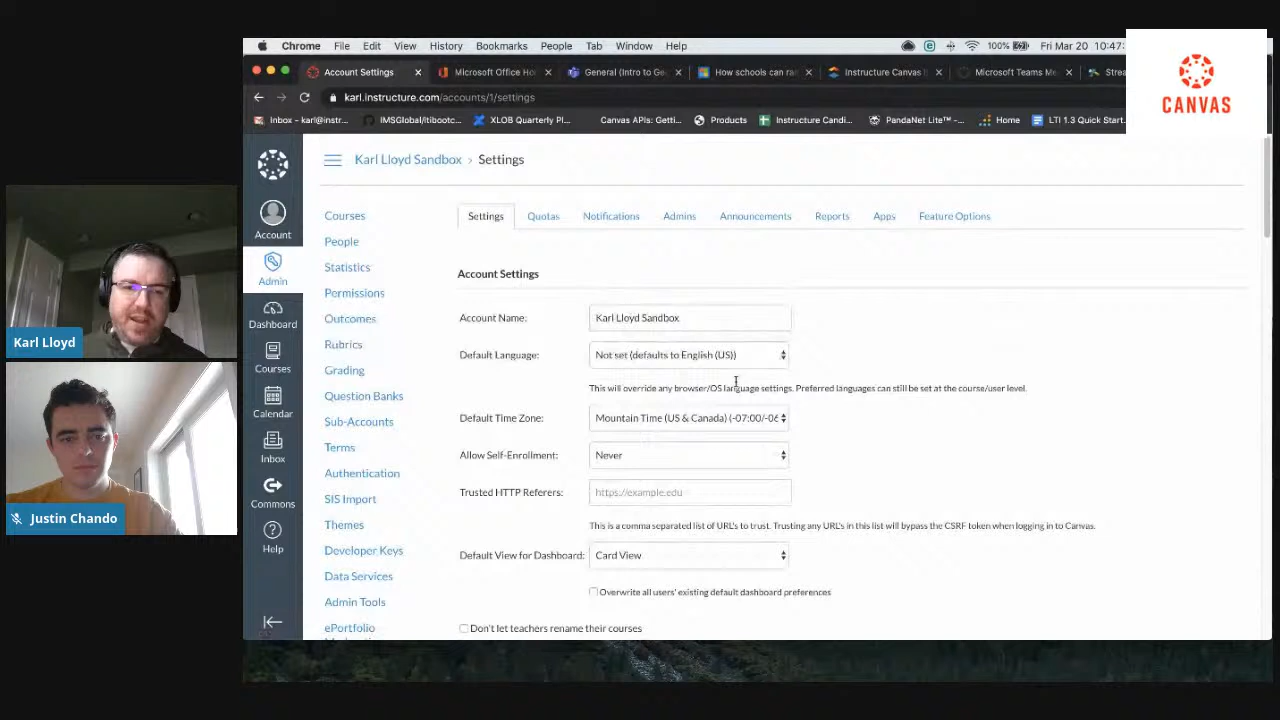 Chrome File Edit View History Bookmarks People Tab Window Help 100% Fri Mar 20 10:47:
Account Settings Microsoft Office Ho General (Intro to Ge How schools can ra Instructure Canvas Microsoft Teams Me Strea
karl.instructure.com/accounts/1/settings
Inbox - karl@instr... IMSGlobal/ltibootc... XLOB Quarterly Pl... Canvas APIs: Getti... Products Instructure Candi... PandaNet Lite™ -... Home LTI 1.3 Quick Start...
CANVAS
Karl Lloyd Sandbox > Settings
Account
Admin
Dashboard
Courses
Calendar
Inbox
Commons
Help
Courses
People
Statistics
Permissions
Outcomes
Rubrics
Grading
Question Banks
Sub-Accounts
Terms
Authentication
SIS Import
Themes
Developer Keys
Data Services
Admin Tools
ePortfolio
Settings Quotas Notifications Admins Announcements Reports Apps Feature Options
Account Settings
Account Name: Karl Lloyd Sandbox
Default Language: Not set (defaults to English (US))
This will override any browser/OS language settings. Preferred languages can still be set at the course/user level.
Default Time Zone: Mountain Time (US & Canada) (-07:00/-06
Allow Self-Enrollment: Never
Trusted HTTP Referers: https://example.edu
This is a comma separated list of URL's to trust. Trusting any URL's in this list will bypass the CSRF token when logging in to Canvas.
Default View for Dashboard: Card View
Overwrite all users' existing default dashboard preferences
Don't let teachers rename their courses
Karl Lloyd
Justin Chando